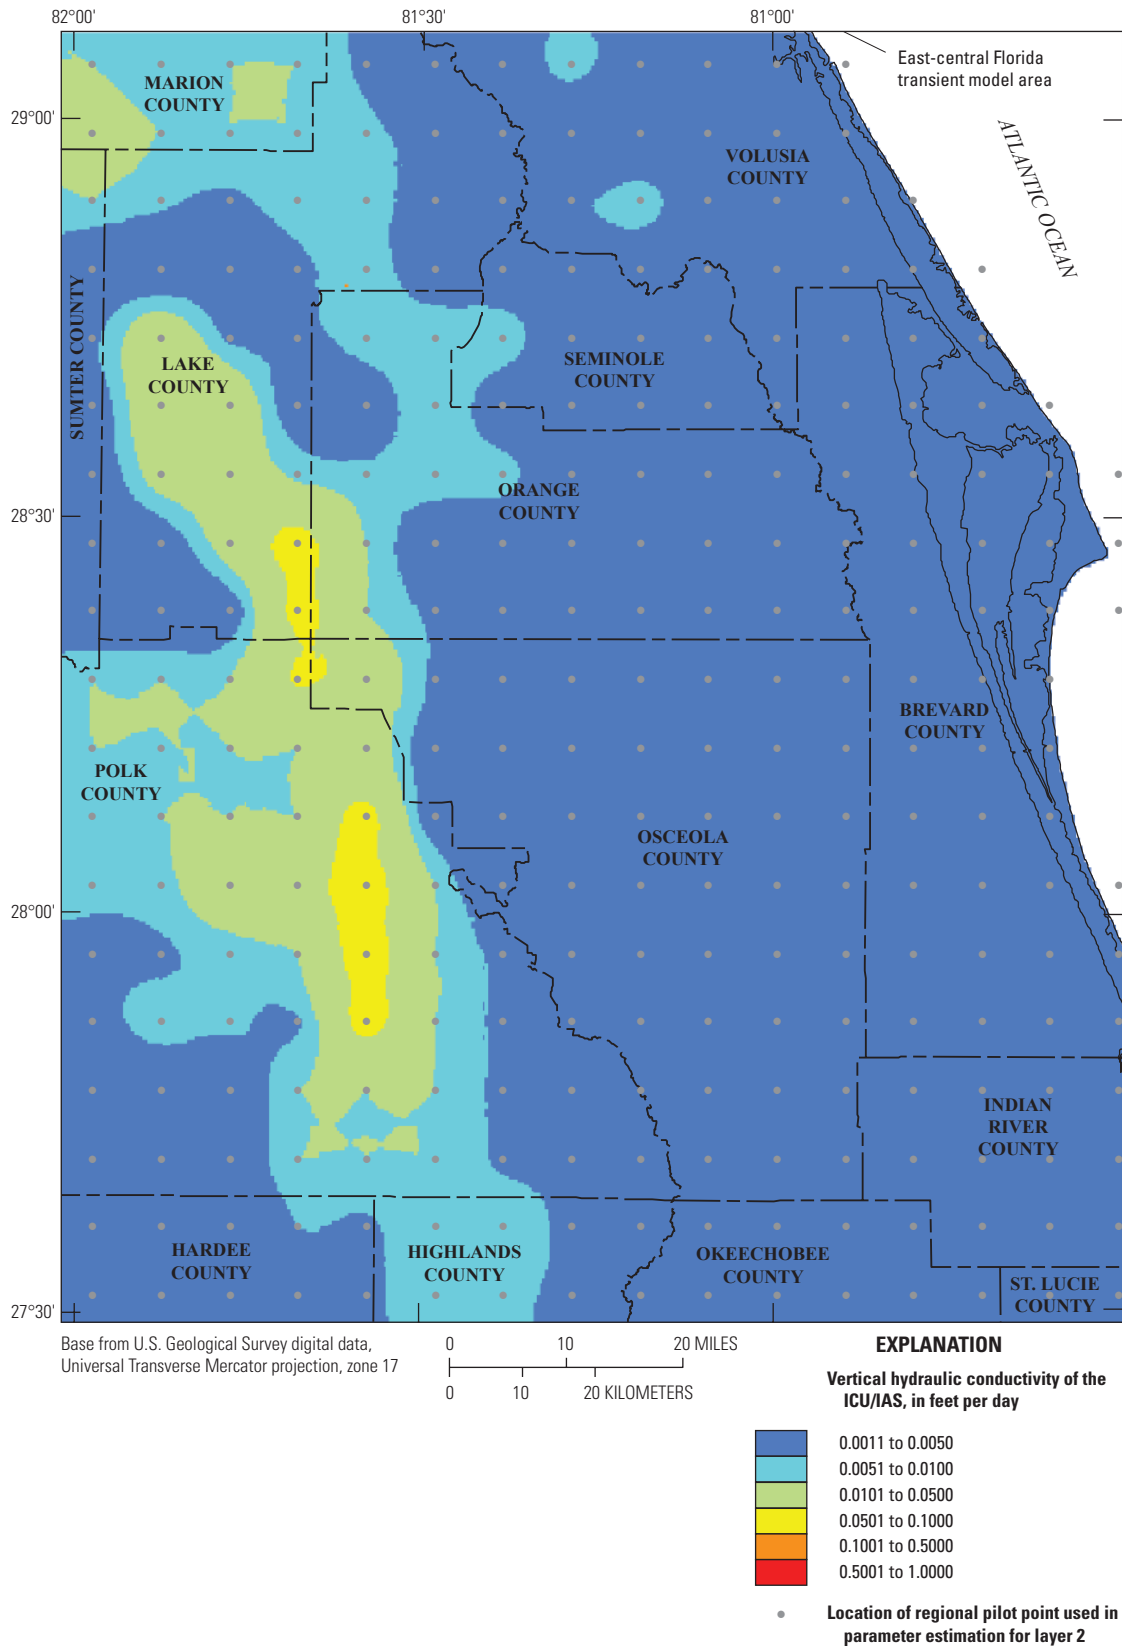 82°00'
81°30'
81°00'
East-central Florida
transient model area
MARION
COUNTY
29°00'
ATLANTIC OCEAN
VOLUSIA
COUNTY
SUMTER COUNTY
LAKE
COUNTY
SEMINOLE
COUNTY
ORANGE
COUNTY
28°30'
BREVARD
COUNTY
POLK
COUNTY
OSCEOLA
COUNTY
28°00'
INDIAN
RIVER
COUNTY
HARDEE
COUNTY
HIGHLANDS
COUNTY
OKEECHOBEE
COUNTY
ST. LUCIE
COUNTY
27°30'
Base from U.S. Geological Survey digital data,
Universal Transverse Mercator projection, zone 17
0 10 20 MILES
0 10 20 KILOMETERS
EXPLANATION
Vertical hydraulic conductivity of the
ICU/IAS, in feet per day
0.0011 to 0.0050
0.0051 to 0.0100
0.0101 to 0.0500
0.0501 to 0.1000
0.1001 to 0.5000
0.5001 to 1.0000
Location of regional pilot point used in
parameter estimation for layer 2